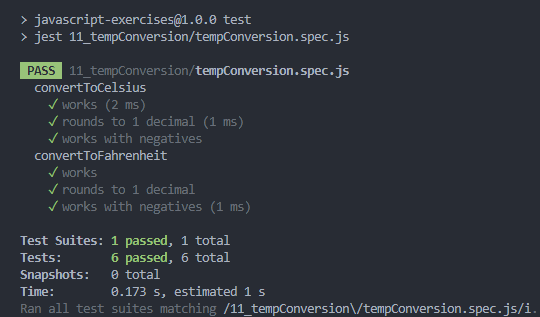 > javascript-exercises@1.0.0 test
> jest 11_tempConversion/tempConversion.spec.js
PASS 11_tempConversion/tempConversion.spec.js
convertToCelsius
✓ works (2 ms)
✓ rounds to 1 decimal (1 ms)
✓ works with negatives
convertToFahrenheit
✓ works
✓ rounds to 1 decimal
✓ works with negatives (1 ms)
Test Suites: 1 passed, 1 total
Tests: 6 passed, 6 total
Snapshots: 0 total
Time: 0.173 s, estimated 1 s
Ran all test suites matching /11_tempConversion\/tempConversion.spec.js/i.